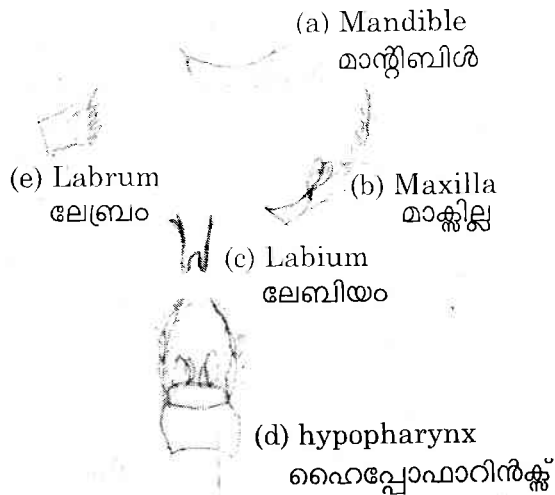 (a) Mandible
മാന്റിബിൾ
(e) Labrum
ലേബ്രം
(b) Maxilla
മാക്സില്ല
(c) Labium
ലേബിയം
(d) hypopharynx
ഹൈപ്പോഫാറിൻക്സ്